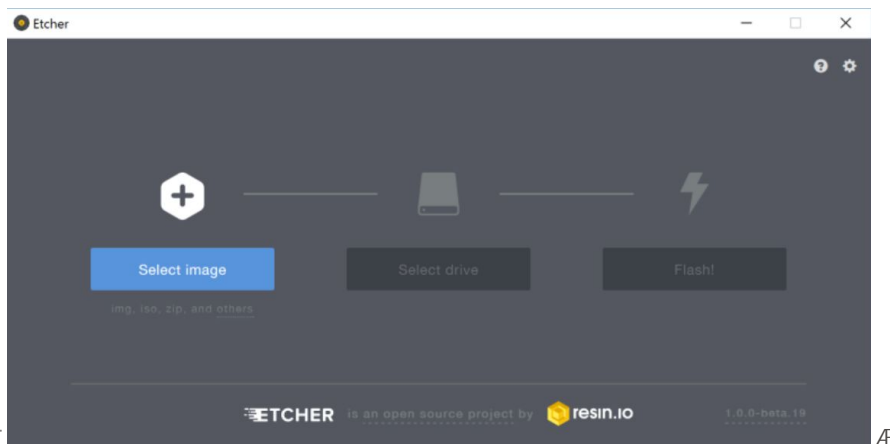 Etcher
Select image
Select drive
Flash!
img, iso, zip, and others
ETCHER is an open source project by resin.io
1.0.0-beta.19